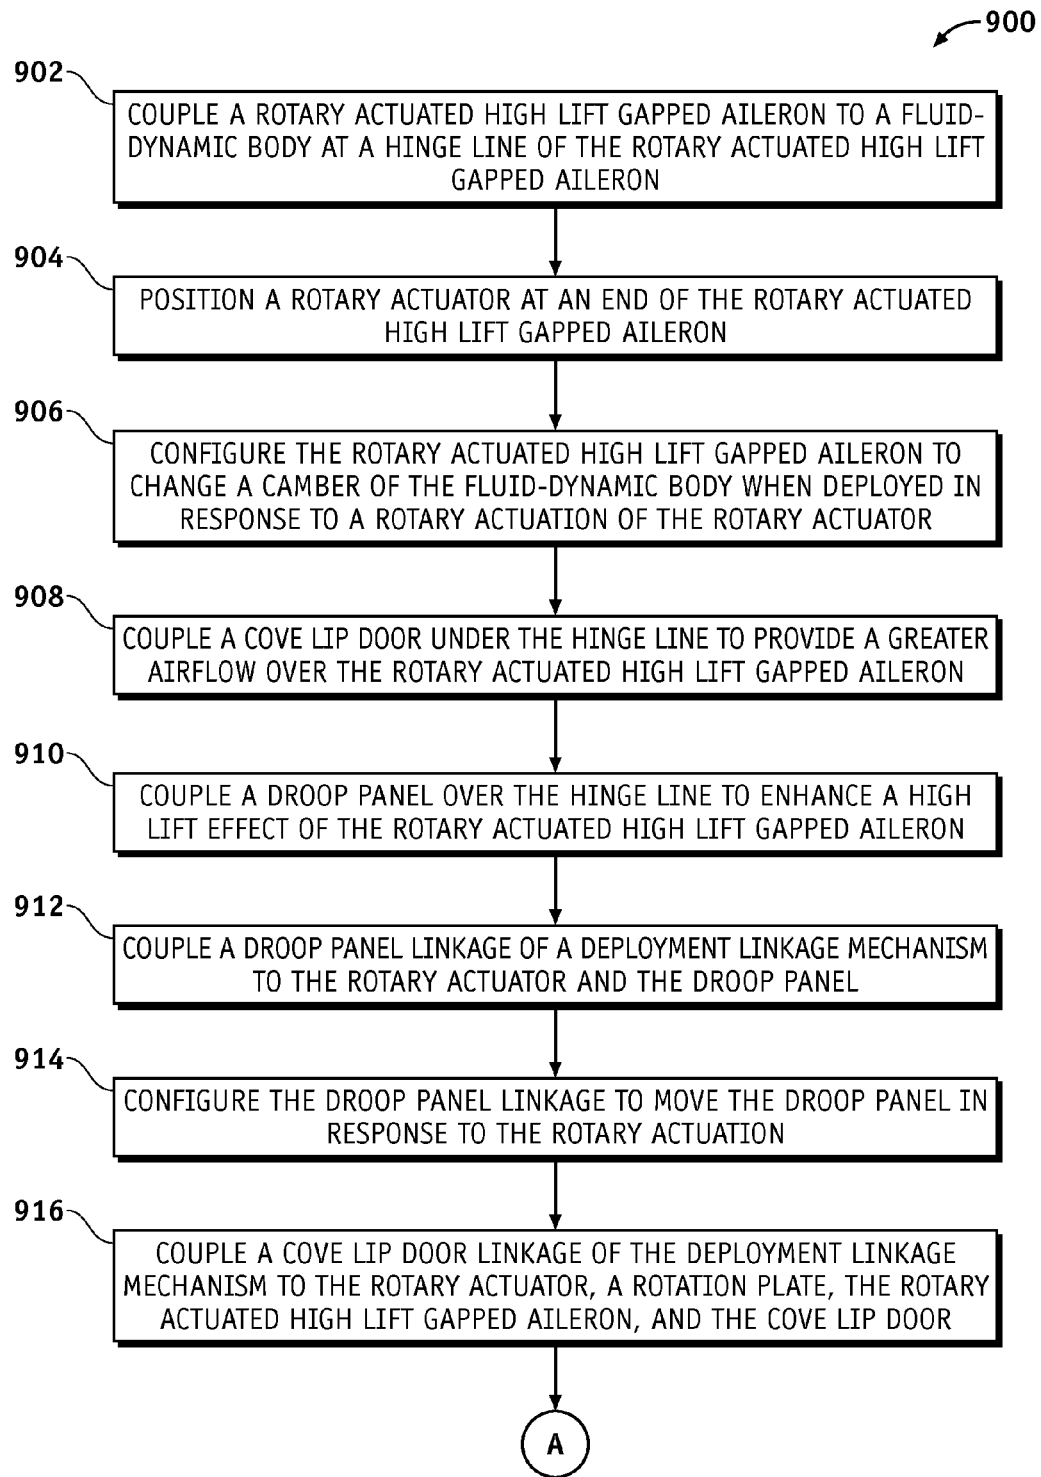 900
902
COUPLE A ROTARY ACTUATED HIGH LIFT GAPPED AILERON TO A FLUID-
DYNAMIC BODY AT A HINGE LINE OF THE ROTARY ACTUATED HIGH LIFT
GAPPED AILERON
904
POSITION A ROTARY ACTUATOR AT AN END OF THE ROTARY ACTUATED
HIGH LIFT GAPPED AILERON
906
CONFIGURE THE ROTARY ACTUATED HIGH LIFT GAPPED AILERON TO
CHANGE A CAMBER OF THE FLUID-DYNAMIC BODY WHEN DEPLOYED IN
RESPONSE TO A ROTARY ACTUATION OF THE ROTARY ACTUATOR
908
COUPLE A COVE LIP DOOR UNDER THE HINGE LINE TO PROVIDE A GREATER
AIRFLOW OVER THE ROTARY ACTUATED HIGH LIFT GAPPED AILERON
910
COUPLE A DROOP PANEL OVER THE HINGE LINE TO ENHANCE A HIGH
LIFT EFFECT OF THE ROTARY ACTUATED HIGH LIFT GAPPED AILERON
912
COUPLE A DROOP PANEL LINKAGE OF A DEPLOYMENT LINKAGE MECHANISM
TO THE ROTARY ACTUATOR AND THE DROOP PANEL
914
CONFIGURE THE DROOP PANEL LINKAGE TO MOVE THE DROOP PANEL IN
RESPONSE TO THE ROTARY ACTUATION
916
COUPLE A COVE LIP DOOR LINKAGE OF THE DEPLOYMENT LINKAGE
MECHANISM TO THE ROTARY ACTUATOR, A ROTATION PLATE, THE ROTARY
ACTUATED HIGH LIFT GAPPED AILERON, AND THE COVE LIP DOOR
A